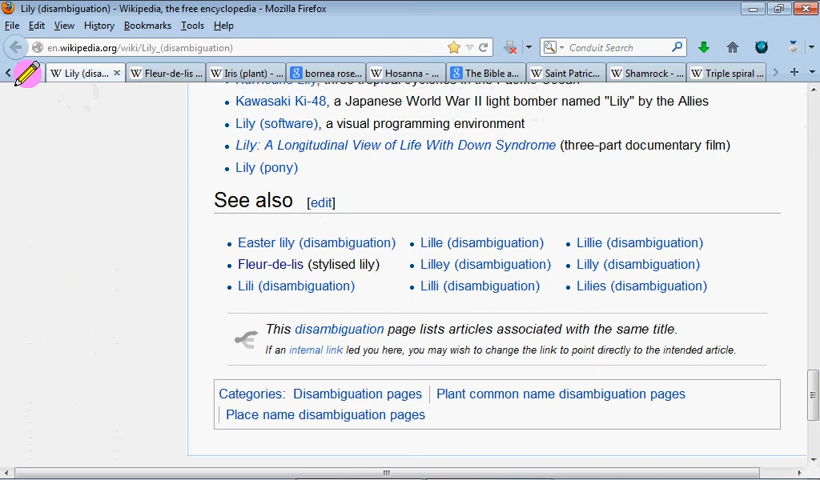 Lily (disambiguation) - Wikipedia, the free encyclopedia - Mozilla Firefox
File Edit View History Bookmarks Tools Help
en.wikipedia.org/wiki/Lily_(disambiguation)
Conduit Search
Lily (disa... Fleur-de-lis ... Iris (plant) - ... bornea rose... Hosanna - ... The Bible a... Saint Patric... Shamrock - ... Triple spiral ...
Kawasaki Ki-48, a Japanese World War II light bomber named "Lily" by the Allies
Lily (software), a visual programming environment
Lily: A Longitudinal View of Life With Down Syndrome (three-part documentary film)
Lily (pony)
See also [edit]
Easter lily (disambiguation) Lille (disambiguation) Lillie (disambiguation)
Fleur-de-lis (stylised lily) Lilley (disambiguation) Lilly (disambiguation)
Lili (disambiguation) Lilli (disambiguation) Lilies (disambiguation)
This disambiguation page lists articles associated with the same title.
If an internal link led you here, you may wish to change the link to point directly to the intended article.
Categories: Disambiguation pages Plant common name disambiguation pages
Place name disambiguation pages